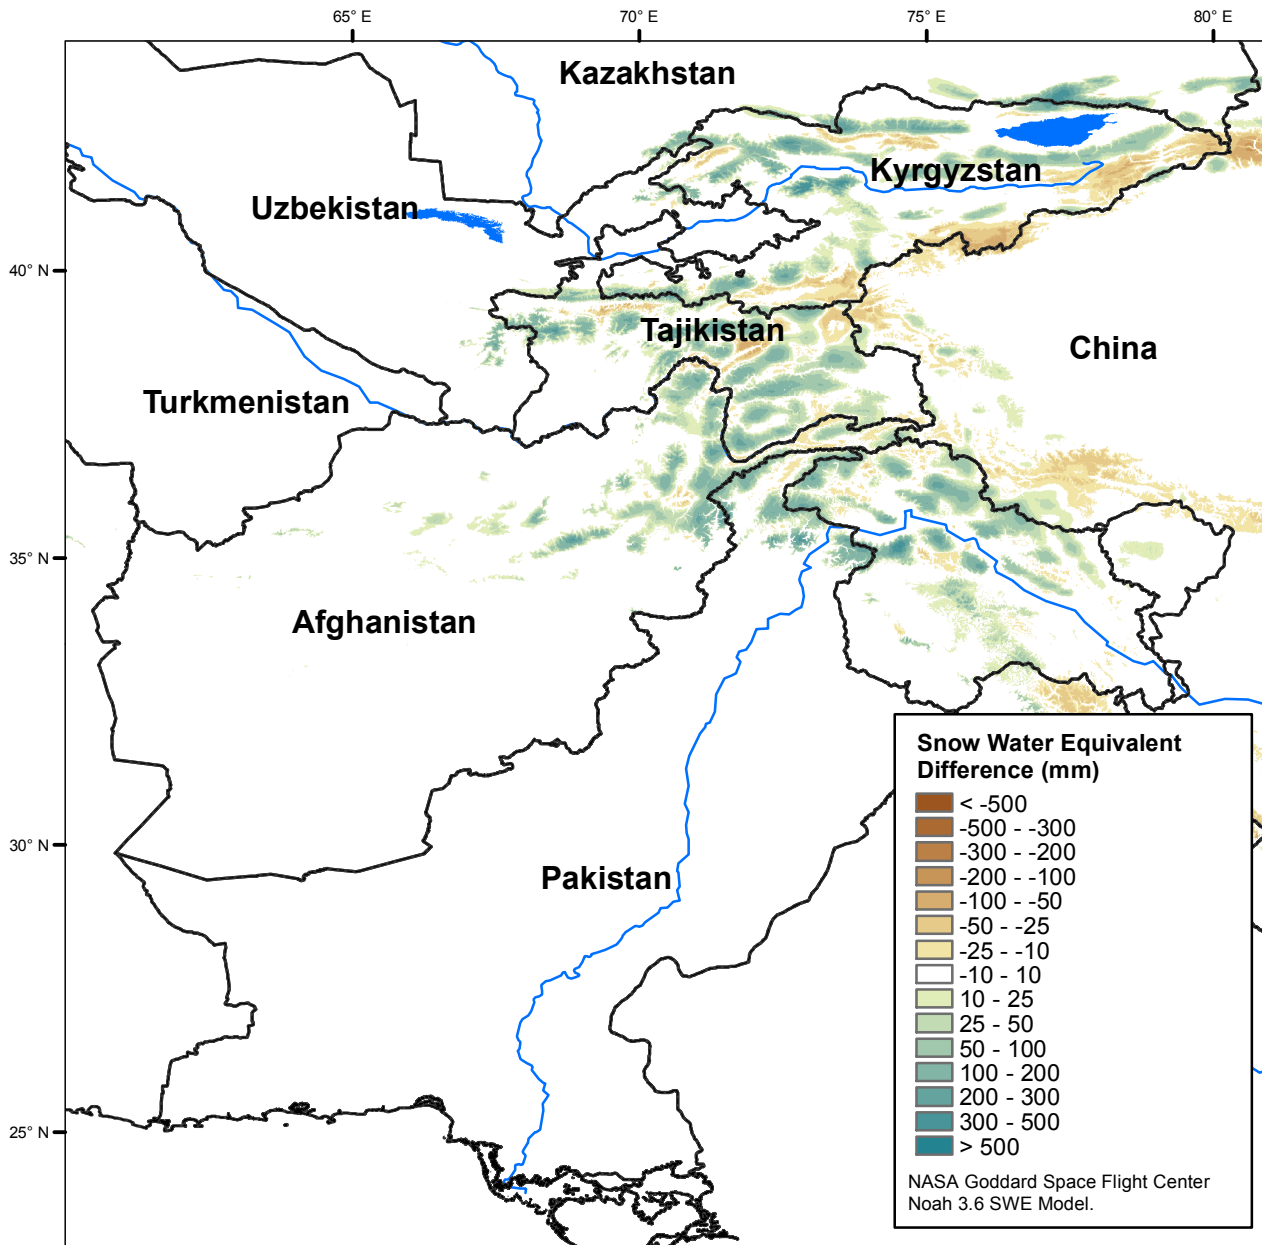 65° E
70° E
75° E
80° E
Kazakhstan
Kyrgyzstan
Uzbekistan
40° N
Tajikistan
China
Turkmenistan
35° N
Afghanistan
30° N
Pakistan
25° N
Snow Water Equivalent
Difference (mm)
< -500
-500 - -300
-300 - -200
-200 - -100
-100 - -50
-50 - -25
-25 - -10
-10 - 10
10 - 25
25 - 50
50 - 100
100 - 200
200 - 300
300 - 500
> 500
NASA Goddard Space Flight Center
Noah 3.6 SWE Model.